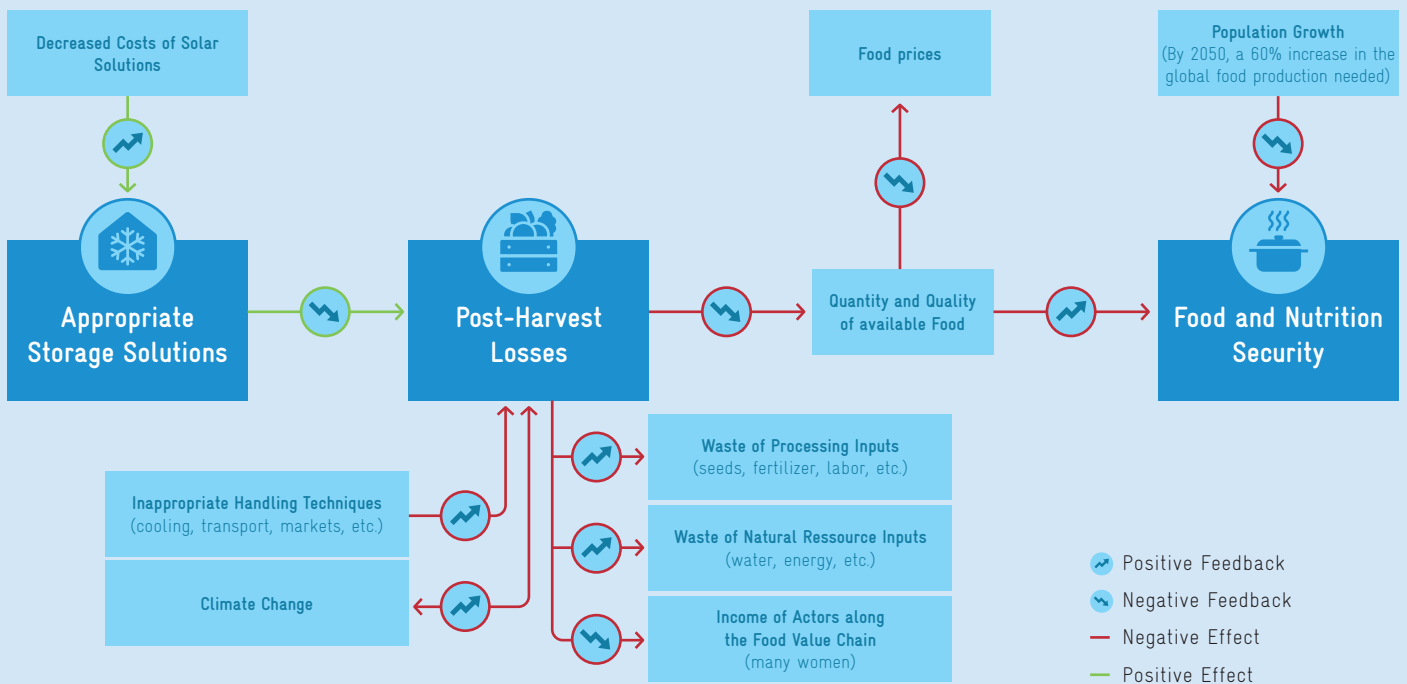 Decreased Costs of Solar
Solutions
Food prices
Population Growth
(By 2050, a 60% increase in the
global food production needed)
Appropriate
Storage Solutions
Post-Harvest
Losses
Quantity and Quality
of available Food
Food and Nutrition
Security
Inappropriate Handling Techniques
(cooling, transport, markets, etc.)
Climate Change
Waste of Processing Inputs
(seeds, fertilizer, labor, etc.)
Waste of Natural Ressource Inputs
(water, energy, etc.)
Income of Actors along
the Food Value Chain
(many women)
Positive Feedback
Negative Feedback
Negative Effect
Positive Effect